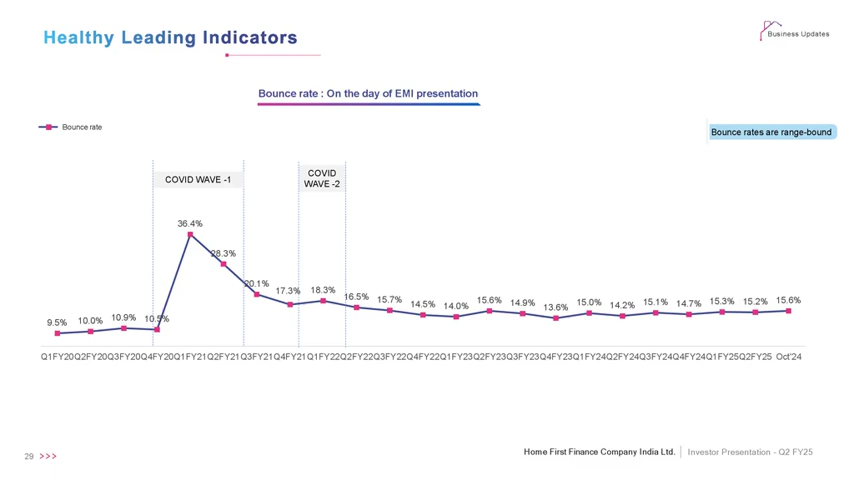 Healthy Leading Indicators
Business Updates
Bounce rate : On the day of EMI presentation
Bounce rate
Bounce rates are range-bound
COVID WAVE -1
COVID
WAVE -2
36.4%
28.3%
20.1%
17.3%
18.3%
16.5%
15.7%
14.5%
14.0%
15.6%
14.9%
13.6%
15.0%
14.2%
15.1%
14.7%
15.3%
15.2%
15.6%
9.5%
10.0%
10.9%
10.5%
Q1FY20 Q2FY20 Q3FY20 Q4FY20 Q1FY21 Q2FY21 Q3FY21 Q4FY21 Q1FY22 Q2FY22 Q3FY22 Q4FY22 Q1FY23 Q2FY23 Q3FY23 Q4FY23 Q1FY24 Q2FY24 Q3FY24 Q4FY24 Q1FY25 Q2FY25 Oct'24
29 >>>
Home First Finance Company India Ltd. | Investor Presentation - Q2 FY25